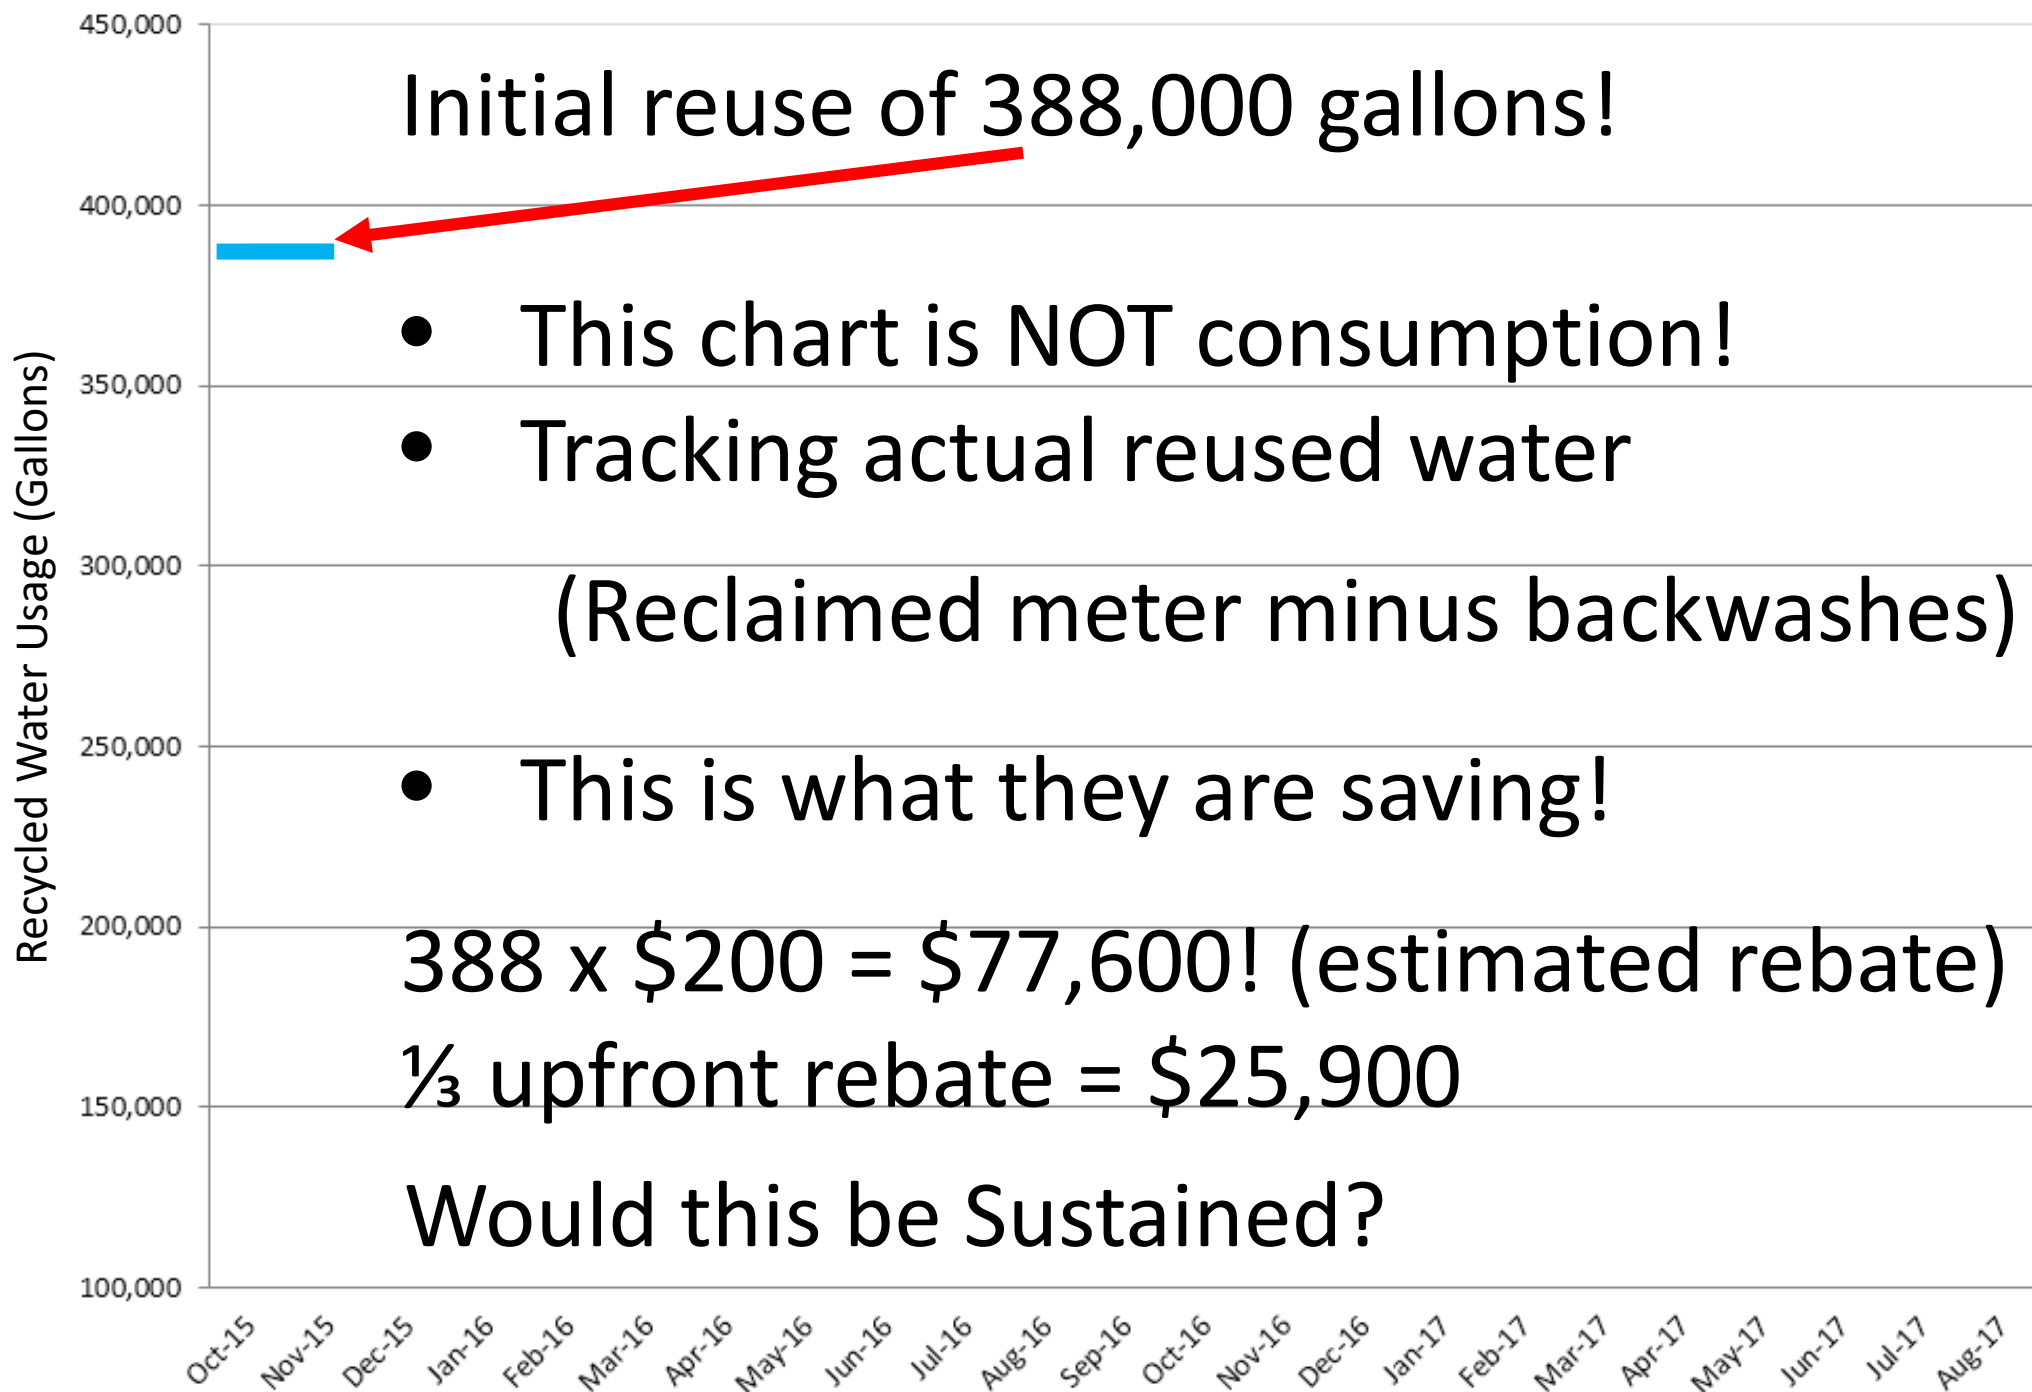 450,000
Initial reuse of 388,000 gallons!
400,000
• This chart is NOT consumption!
350,000
• Tracking actual reused water
300,000
(Reclaimed meter minus backwashes)
250,000
• This is what they are saving!
200,000
388 x $200 = $77,600! (estimated rebate)
⅓ upfront rebate = $25,900
150,000
Would this be Sustained?
100,000
Recycled Water Usage (Gallons)
Oct-15
Nov-15
Dec-15
Jan-16
Feb-16
Mar-16
Apr-16
May-16
Jun-16
Jul-16
Aug-16
Sep-16
Oct-16
Nov-16
Dec-16
Jan-17
Feb-17
Mar-17
Apr-17
May-17
Jun-17
Jul-17
Aug-17